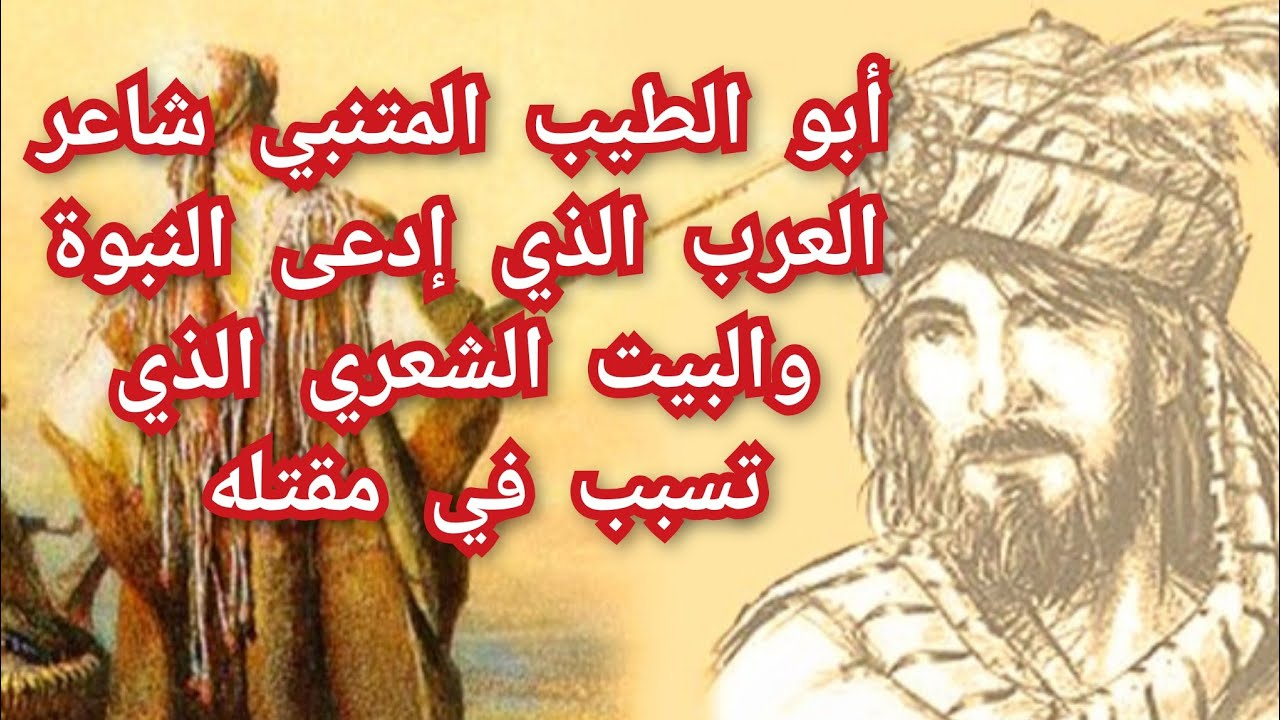 أبو الطيب المتنبي شاعر
العرب الذي إدعى النبوة
والبيت الشعري الذي
تسبب في مقتله